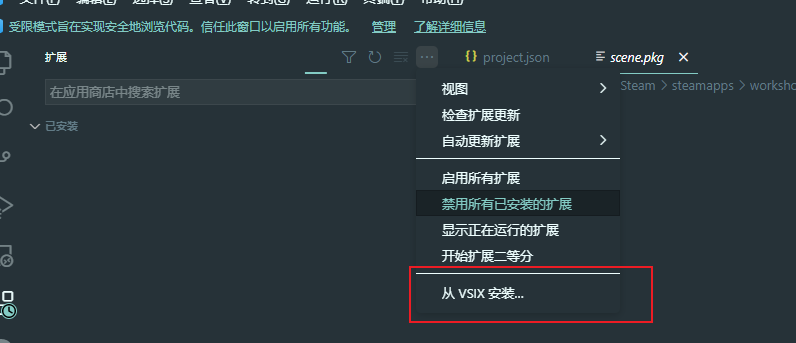 受限模式旨在实现安全地浏览代码。信任此窗口以启用所有功能。 管理 了解详细信息
扩展
project.json
scene.pkg
在应用商店中搜索扩展
Steam > steamapps > worksho
已安装
视图
检查扩展更新
自动更新扩展
启用所有扩展
禁用所有已安装的扩展
显示正在运行的扩展
开始扩展二等分
从 VSIX 安装...